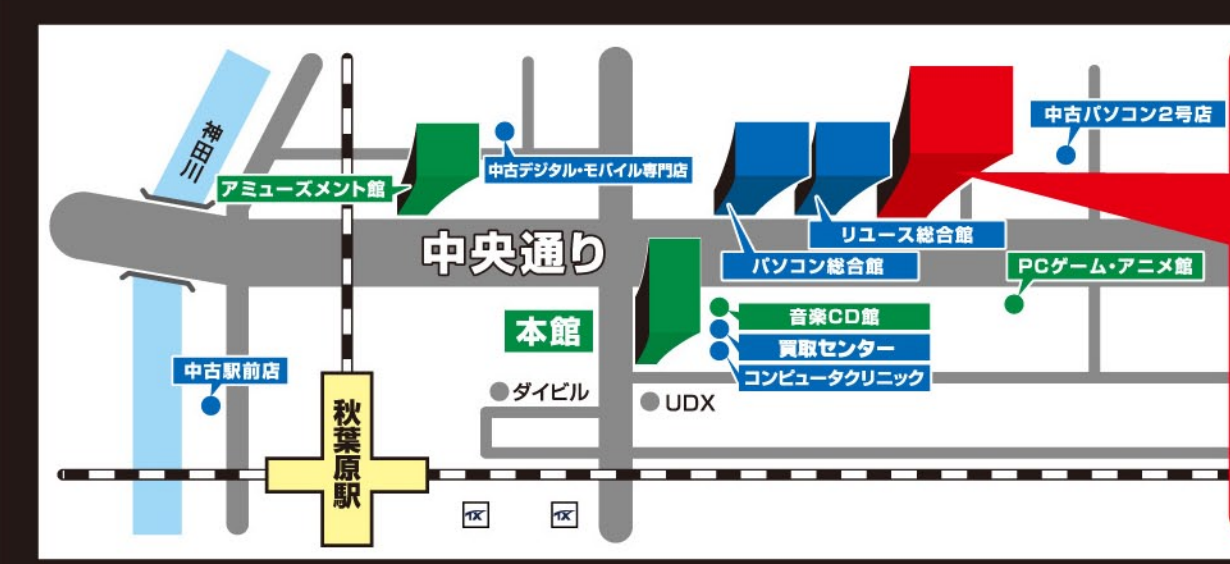 神田川
アミューズメント館
中古デジタル・モバイル専門店
中古パソコン2号店
中央通り
リユース総合館
パソコン総合館
PCゲーム・アニメ館
本館
音楽CD館
買取センター
コンピュータクリニック
中古駅前店
ダイビル
UDX
秋葉原駅
TX
TX